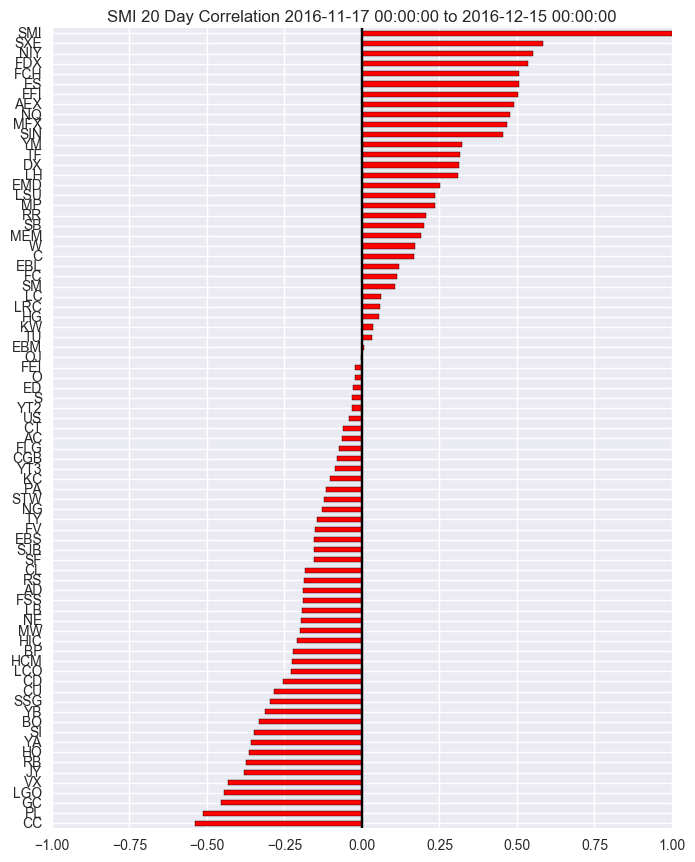 SMI 20 Day Correlation 2016-11-17 00:00:00 to 2016-12-15 00:00:00
SMI
SXE
NIY
FDX
FCH
ES
EFI
AEX
NQ
MFX
SIN
YM
TF
DX
LH
EMD
LSU
MP
RR
SB
MEM
W
C
EBL
FC
SM
LC
LRC
HG
KW
TU
EBM
OJ
FEI
O
ED
S
YT2
US
CT
AC
FLG
CGB
YT3
KC
PA
STW
NG
TY
FV
EBS
SJB
SF
CL
RS
AD
FSS
LB
NE
MW
HIC
BP
HCM
LCO
CD
CU
SSG
YB
BO
SI
YA
HO
RB
JY
VX
LGO
GC
PL
CC
−1.00 −0.75 −0.50 −0.25 0.00 0.25 0.50 0.75 1.00